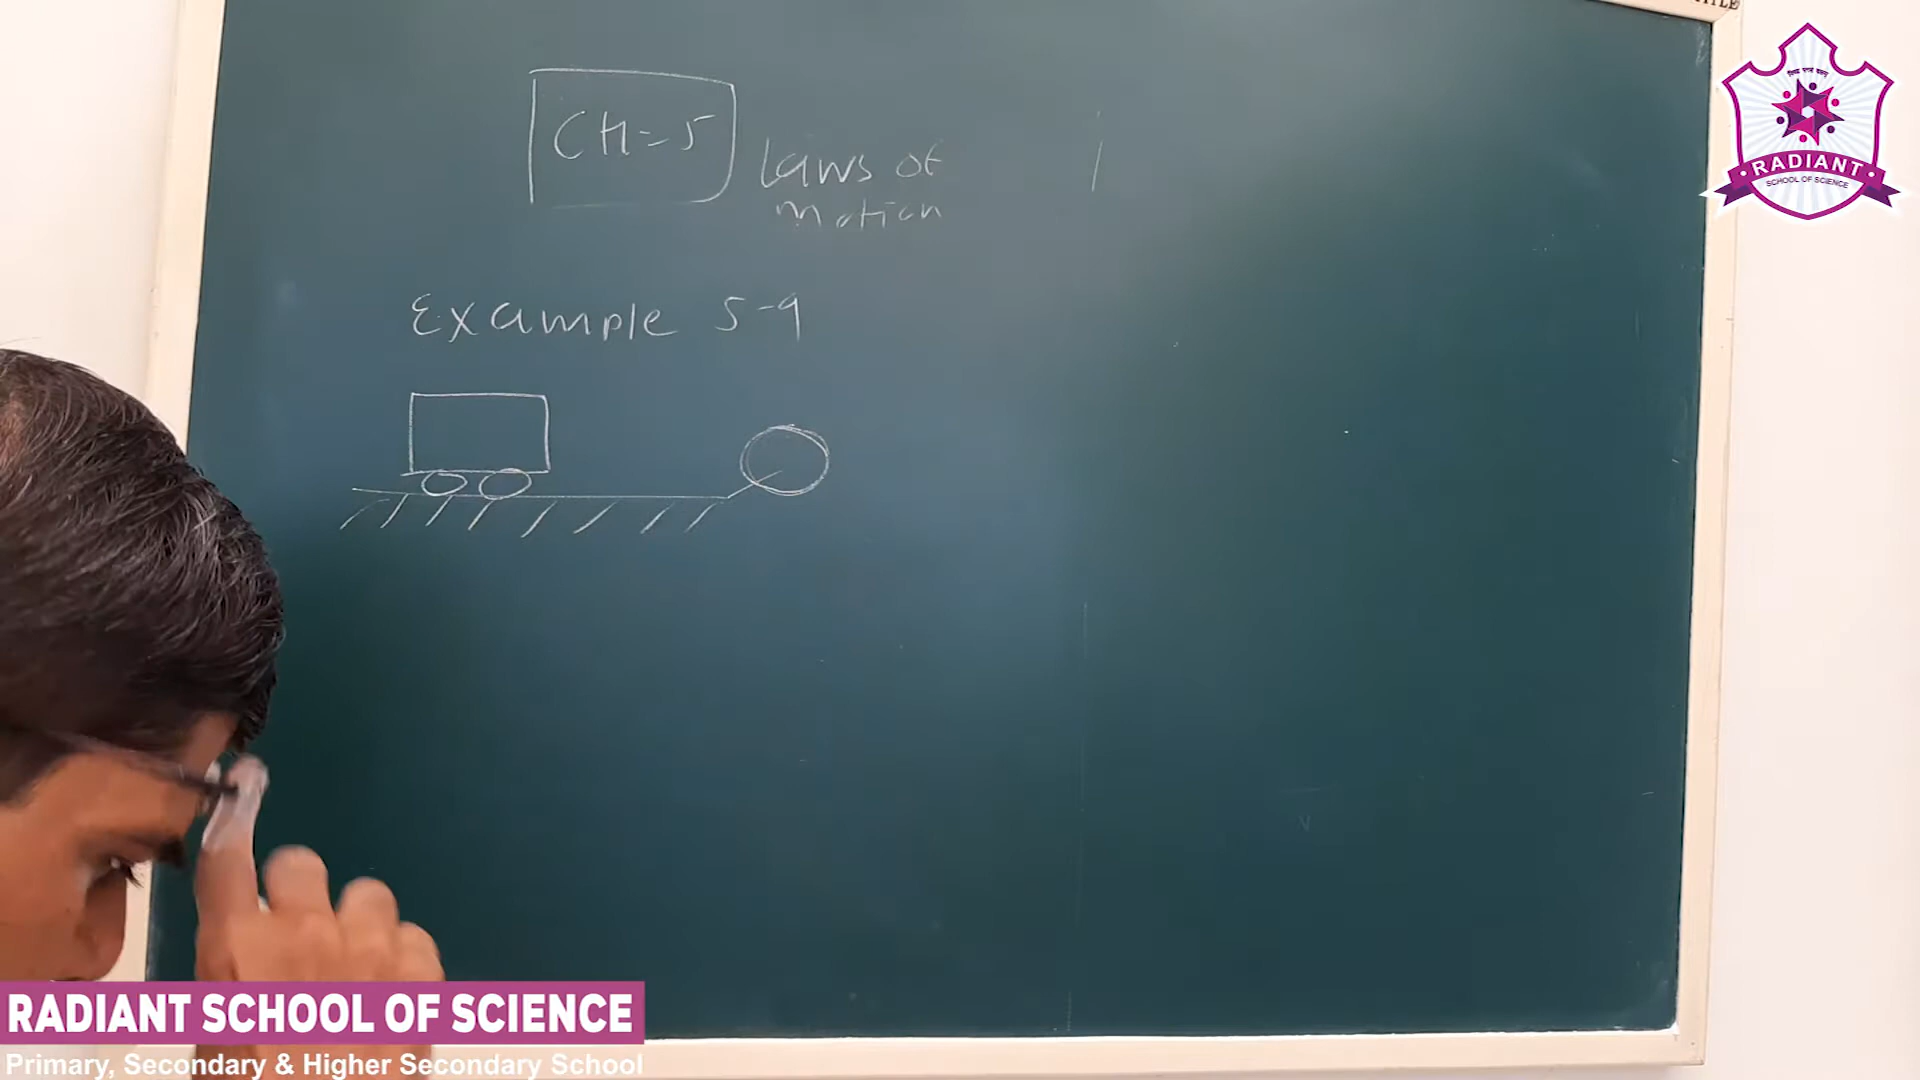 CH=5
Laws of
motion
Example 5-9
RADIANT
SCHOOL OF SCIENCE
RADIANT SCHOOL OF SCIENCE
Primary, Secondary & Higher Secondary School